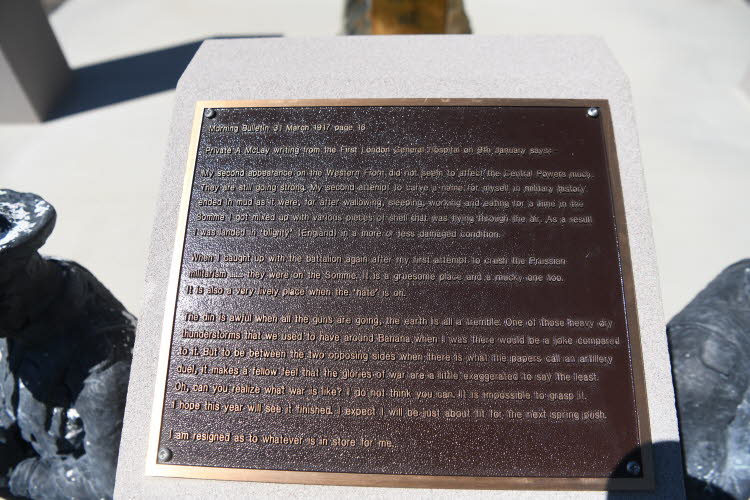 Morning Bulletin 31 March 1917 page 16
Private A McLay writing from the First London General Hospital on 9th January says:-
My second appearance on the Western Front did not seem to affect the Central Powers much.
They are still going strong. My second attempt to carve a name for myself in military history
ended in mud as it were, for after wallowing, sleeping, working and eating for a time in the
Somme I got mixed up with various pieces of shell that was flying through the air. As a result
I was landed in "blighty" (England) in a more or less damaged condition.
When I caught up with the battalion again after my first attempt to crush the Prussian
militarism .... they were on the Somme. It is a gruesome place and a mucky one too.
It is also a very lively place when the "hate" is on.
The din is awful when all the guns are going, the earth is all a tremble. One of those heavy dry
thunderstorms that we used to have around Banana when I was there would be a joke compared
to it. But to be between the two opposing sides when there is what the papers call an artillery
duel, it makes a fellow feel that the glories of war are a little exaggerated to say the least.
Oh, can you realize what war is like? I do not think you can. It is impossible to grasp it.
I hope this year will see it finished. I expect I will be just about fit for the next spring push.
I am resigned as to whatever is in store for me.